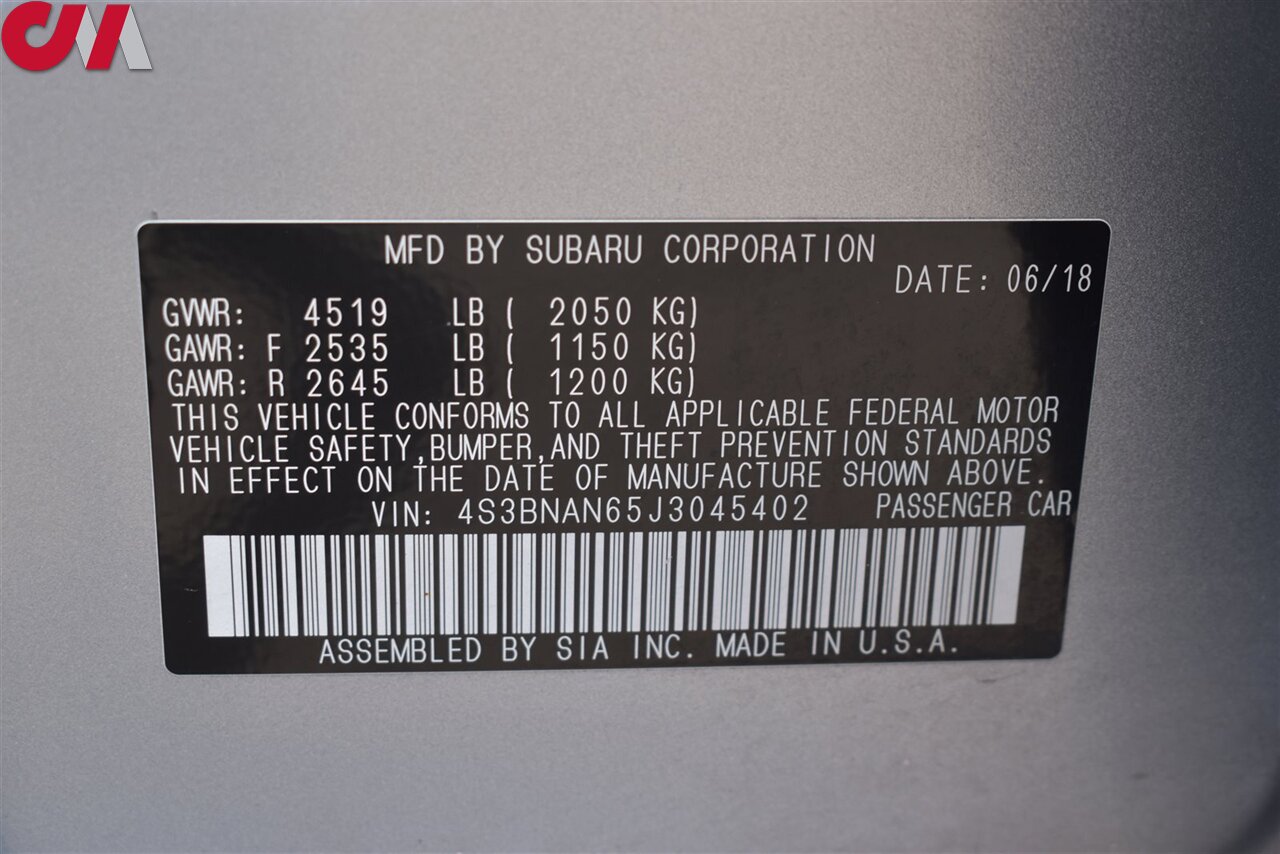 CM
MFD BY SUBARU CORPORATION
DATE: 06/18
GVWR: 4519 LB ( 2050 KG)
GAWR: F 2535 LB ( 1150 KG)
GAWR: R 2645 LB ( 1200 KG)
THIS VEHICLE CONFORMS TO ALL APPLICABLE FEDERAL MOTOR
VEHICLE SAFETY,BUMPER,AND THEFT PREVENTION STANDARDS
IN EFFECT ON THE DATE OF MANUFACTURE SHOWN ABOVE.
VIN: 4S3BNAN65J3045402 PASSENGER CAR
ASSEMBLED BY SIA INC. MADE IN U.S.A.